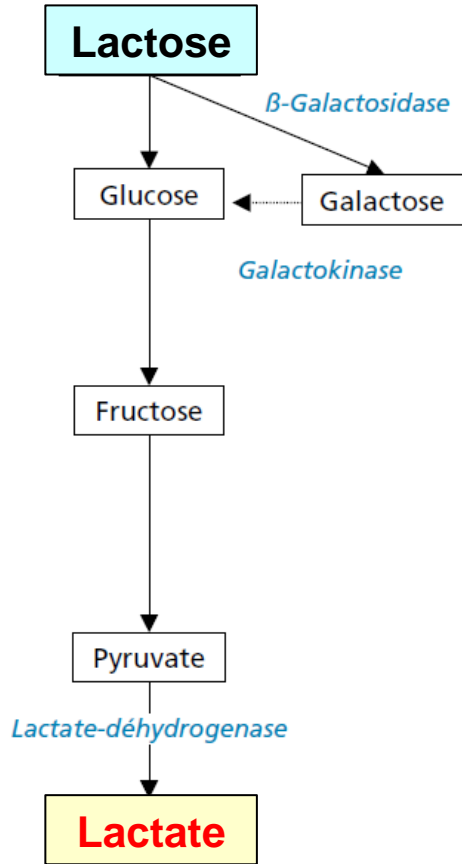 Lactose
ß-Galactosidase
Glucose
Galactose
Galactokinase
Fructose
Pyruvate
Lactate-déhydrogenase
Lactate